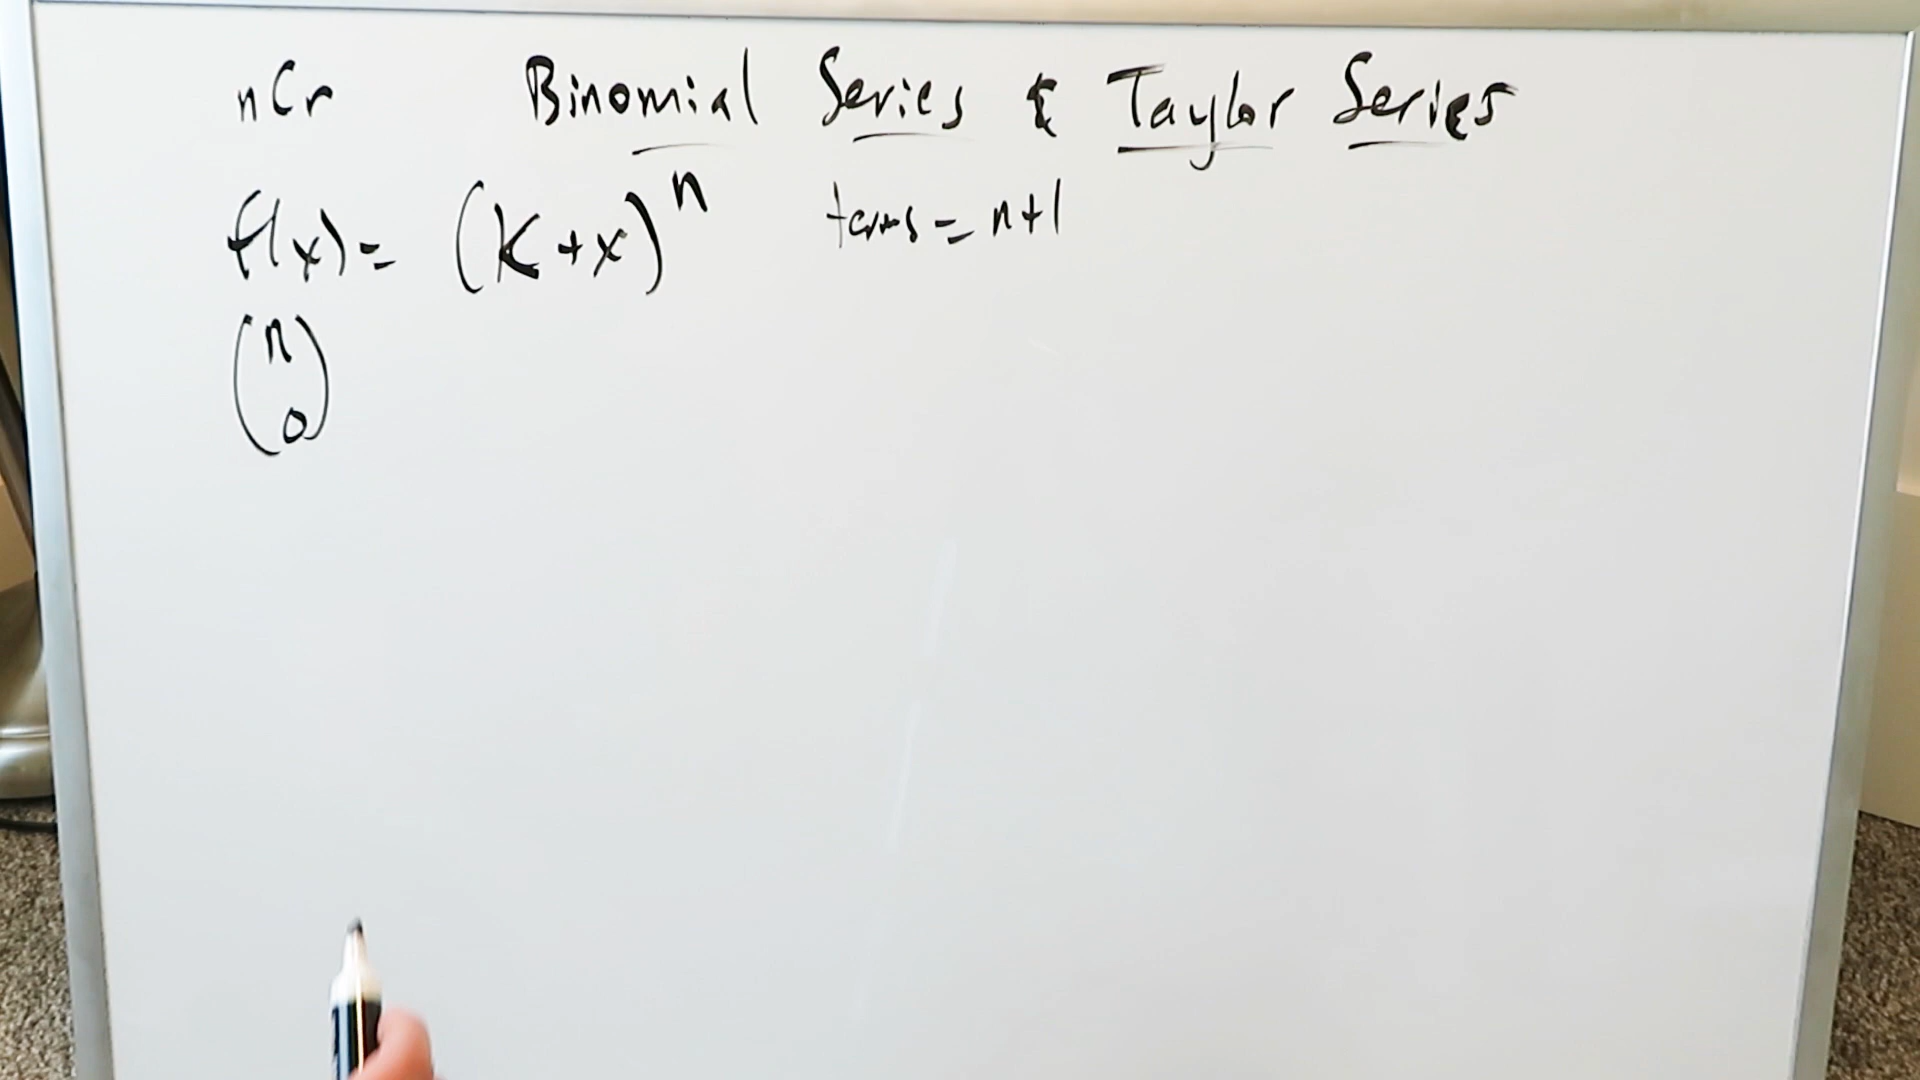 nCr Binomial Series & Taylor Series
f(x) = (K+x)^n terms = n+1
(n
0)